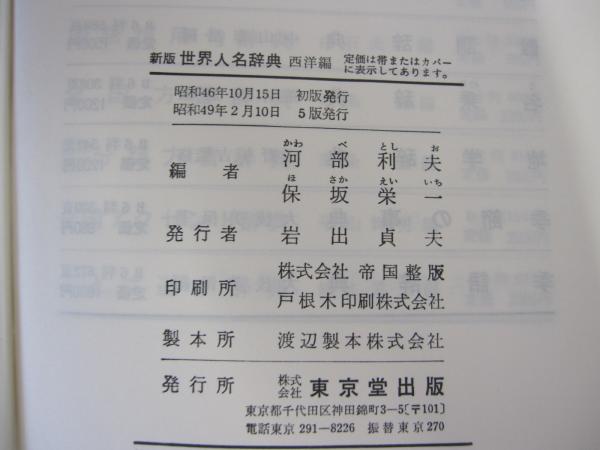 新版 世界人名辞典 西洋編 定価は帯またはカバーに表示してあります。
昭和46年10月15日 初版発行
昭和49年2月10日 5版発行
編者
かわ べ とし お
河部利夫
ほ さか えい いち
保坂栄一
発行者 岩出貞夫
印刷所
株式会社 帝国整版
戸根木印刷株式会社
製本所 渡辺製本株式会社
発行所 株式会社 東京堂出版
東京都千代田区神田錦町3—5〔〒101〕
電話東京 291-8226 振替東京 270